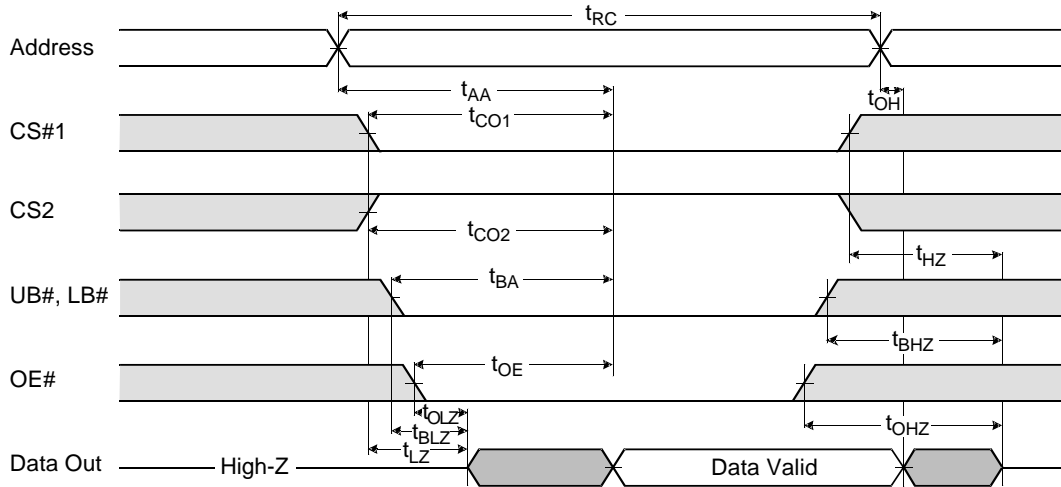 tRC
Address
tAA
tOH
tCO1
CS#1
CS2
tCO2
tHZ
tBA
UB#, LB#
tBHZ
tOE
OE#
tOLZ
tOHZ
tBLZ
tLZ
Data Out
High-Z
Data Valid